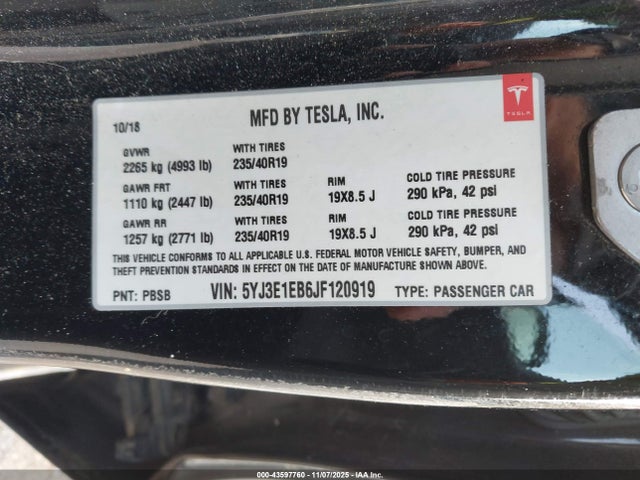 10/18
MFD BY TESLA, INC.
TESLA
GVWR
2265 kg (4993 lb)
WITH TIRES
235/40R19
GAWR FRT
1110 kg (2447 lb)
WITH TIRES
235/40R19
RIM
19X8.5 J
COLD TIRE PRESSURE
290 kPa, 42 psi
GAWR RR
1257 kg (2771 lb)
WITH TIRES
235/40R19
RIM
19X8.5 J
COLD TIRE PRESSURE
290 kPa, 42 psi
THIS VEHICLE CONFORMS TO ALL APPLICABLE U.S. FEDERAL MOTOR VEHICLE SAFETY, BUMPER, AND
THEFT PREVENTION STANDARDS IN EFFECT ON THE DATE OF MANUFACTURE SHOWN ABOVE.
PNT: PBSB
VIN: 5YJ3E1EB6JF120919
TYPE: PASSENGER CAR
000-43597760 - 11/07/2025 - IAA, Inc.